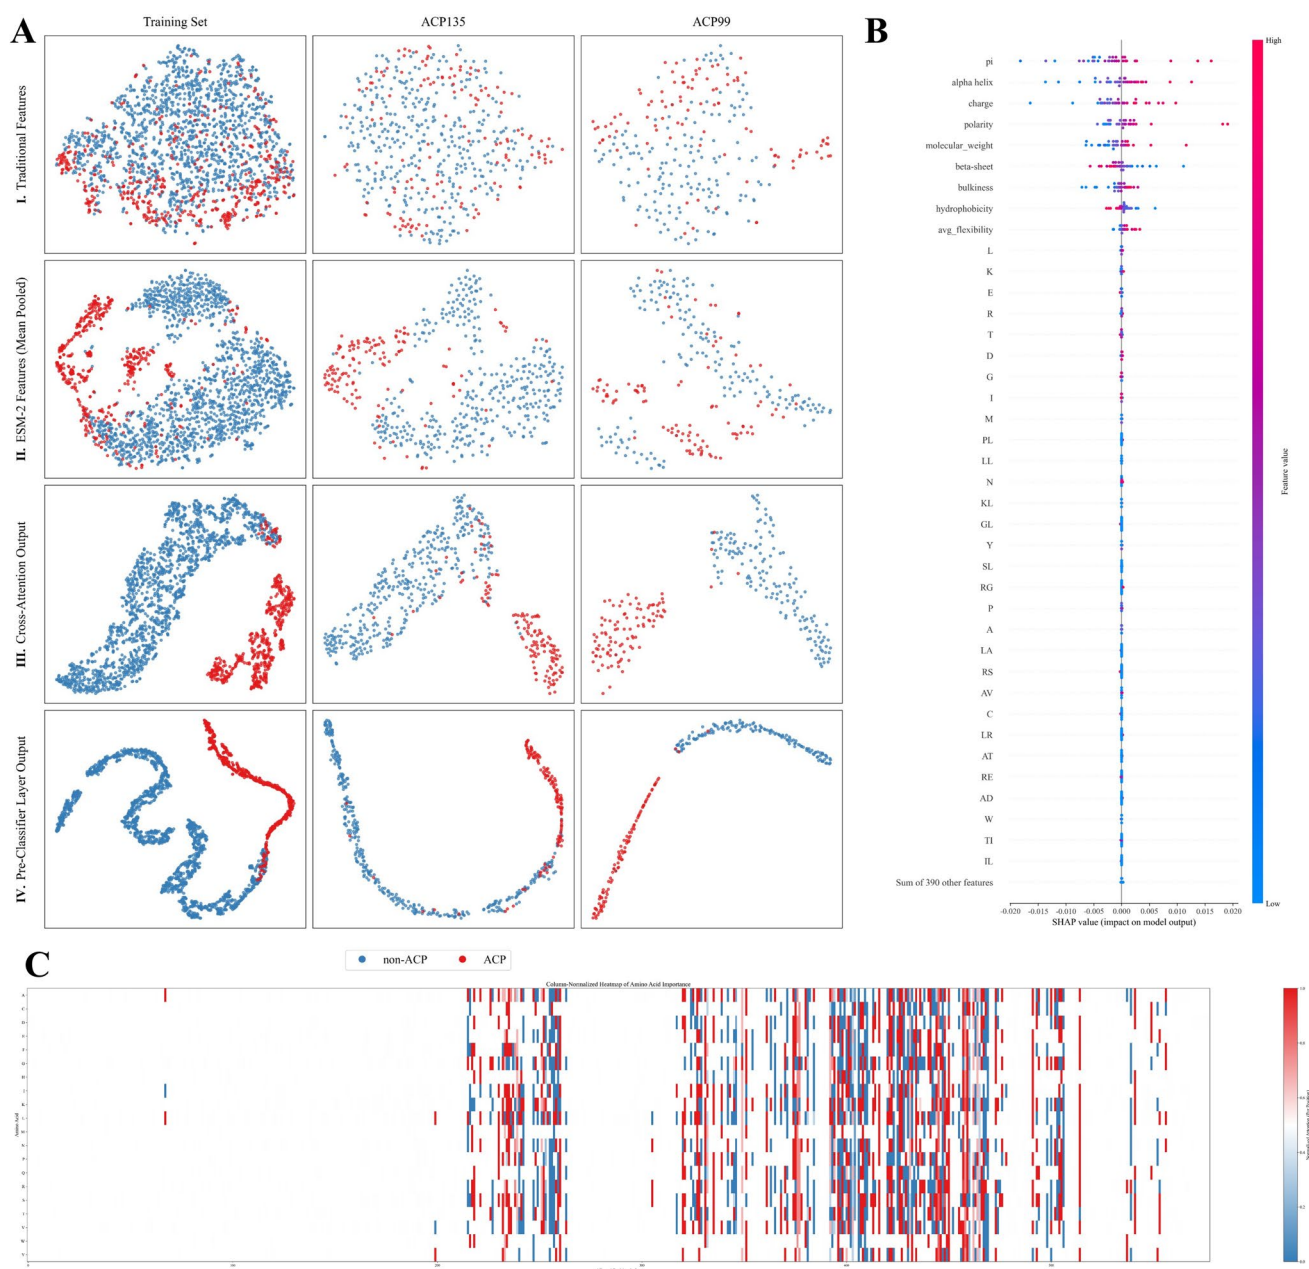 A
Training Set
ACP135
ACP99
I. Traditional Features
II. ESM-2 Features (Mean Pooled)
III. Cross-Attention Output
IV. Pre-Classifier Layer Output
non-ACP
ACP
B
pi
alpha helix
charge
polarity
molecular_weight
beta-sheet
bulkiness
hydrophobicity
avg_flexibility
L
K
E
R
T
D
G
I
M
PL
LL
N
KL
GL
Y
SL
RG
P
A
LA
RS
AV
C
LR
AT
RE
AD
W
TI
IL
Sum of 390 other features
-0.020 -0.015 -0.010 -0.005 0.000 0.005 0.010 0.015 0.020
SHAP value (impact on model output)
High
Feature value
Low
C
Column-Normalized Heatmap of Amino Acid Importance
Amino Acid